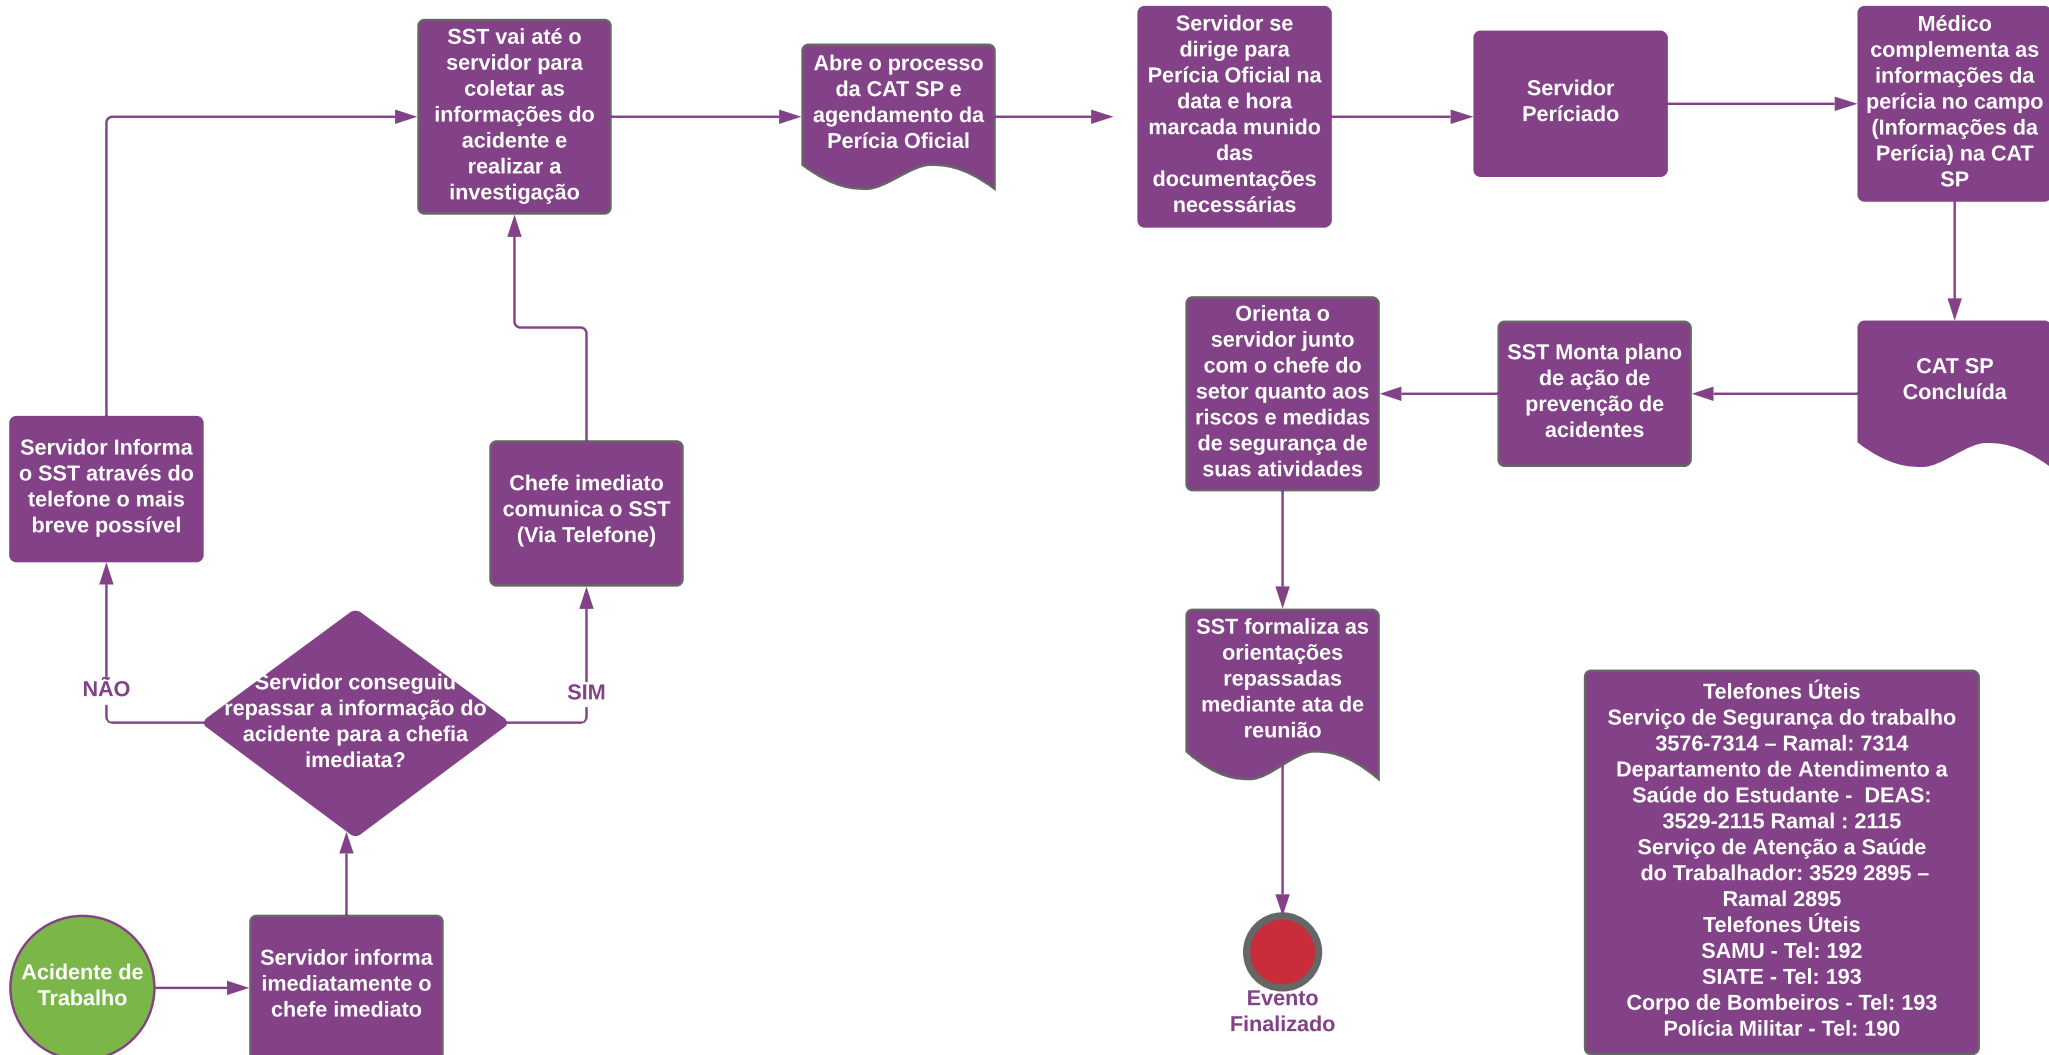 Acidente de
Trabalho
Servidor informa
imediatamente o
chefe imediato
Servidor conseguiu
repassar a informação do
acidente para a chefia
imediata?
NÃO
SIM
Servidor Informa
o SST através do
telefone o mais
breve possível
Chefe imediato
comunica o SST
(Via Telefone)
SST vai até o
servidor para
coletar as
informações do
acidente e
realizar a
investigação
Abre o processo
da CAT SP e
agendamento da
Perícia Oficial
Servidor se
dirige para
Perícia Oficial na
data e hora
marcada munido
das
documentações
necessárias
Servidor
Períciado
Médico
complementa as
informações da
perícia no campo
(Informações da
Perícia) na CAT
SP
CAT SP
Concluída
SST Monta plano
de ação de
prevenção de
acidentes
Orienta o
servidor junto
com o chefe do
setor quanto aos
riscos e medidas
de segurança de
suas atividades
SST formaliza as
orientações
repassadas
mediante ata de
reunião
Evento
Finalizado
Telefones Úteis
Serviço de Segurança do trabalho
3576-7314 – Ramal: 7314
Departamento de Atendimento a
Saúde do Estudante -  DEAS:
3529-2115 Ramal : 2115
Serviço de Atenção a Saúde
do Trabalhador: 3529 2895 –
Ramal 2895
Telefones Úteis
SAMU - Tel: 192
SIATE - Tel: 193
Corpo de Bombeiros - Tel: 193
Polícia Militar - Tel: 190